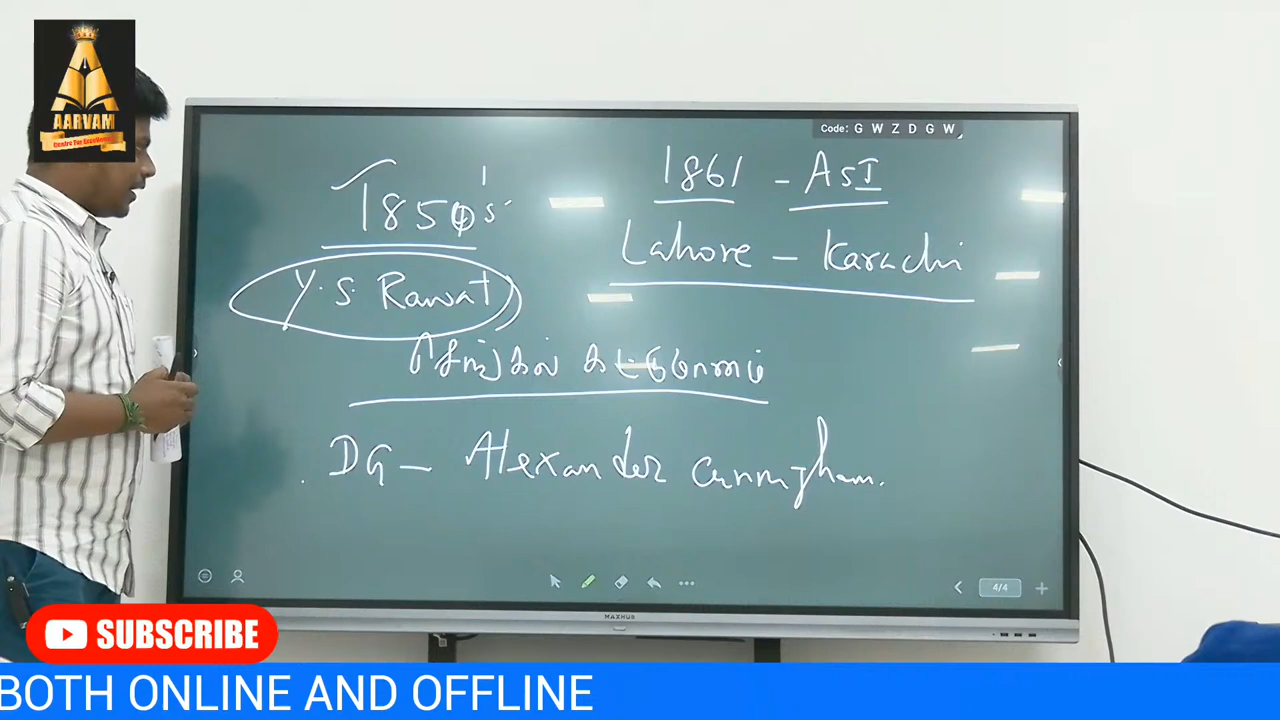 AARVAM
Code: G W Z D G W
1850's
1861 - ASI
Lahore - Karachi
Y.S. Rawat
DG - Alexander Cunningham.
4/4
MAXHUB
SUBSCRIBE
BOTH ONLINE AND OFFLINE